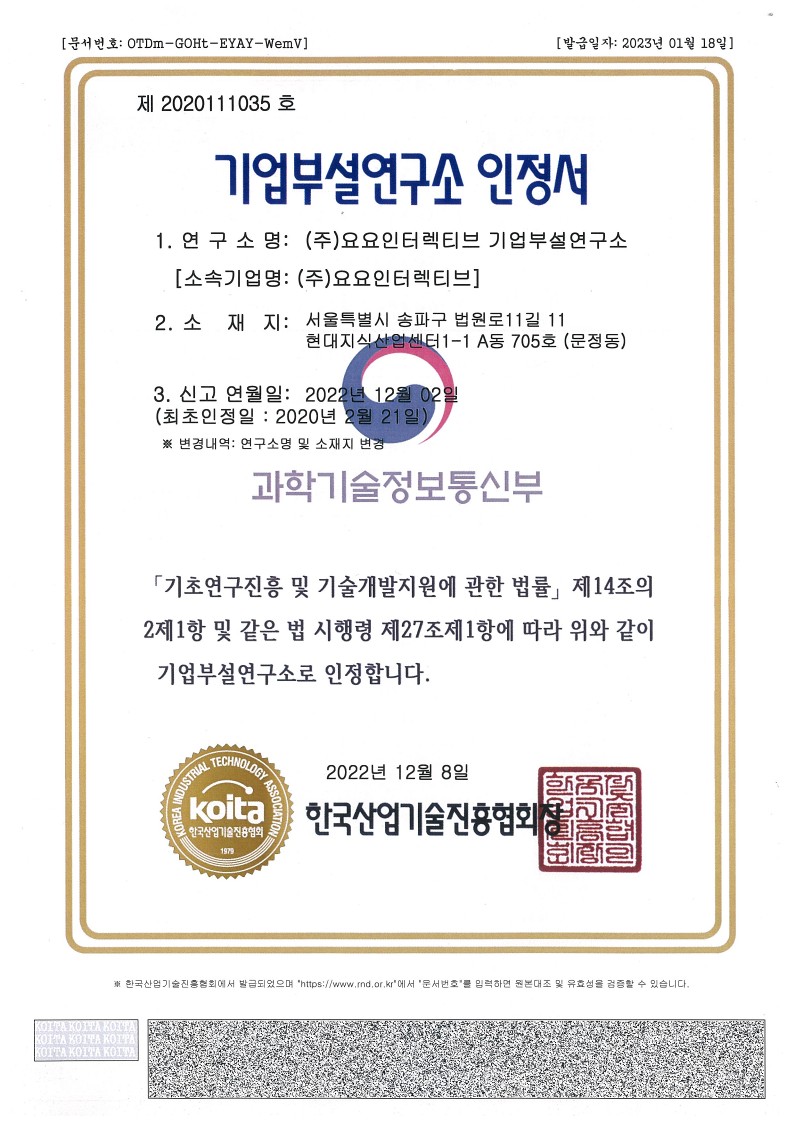 [문서번호: OTDm-GOHt-EYAY-WemV]
[발급일자: 2023년 01월 18일]
제 2020111035 호
기업부설연구소 인정서
1. 연 구 소 명: (주)요요인터렉티브 기업부설연구소
[소속기업명: (주)요요인터렉티브]
2. 소 재 지: 서울특별시 송파구 법원로11길 11
현대지식산업센터1-1 A동 705호 (문정동)
3. 신고 연월일: 2022년 12월 02일
(최초인정일 : 2020년 2월 21일)
※ 변경내역: 연구소명 및 소재지 변경
과학기술정보통신부
「기초연구진흥 및 기술개발지원에 관한 법률」 제14조의
2제1항 및 같은 법 시행령 제27조제1항에 따라 위와 같이
기업부설연구소로 인정합니다.
2022년 12월 8일
KOREA INDUSTRIAL TECHNOLOGY ASSOCIATION
koita
한국산업기술진흥협회
1979
한국산업기술진흥협회장
※ 한국산업기술진흥협회에서 발급되었으며 "https://www.rnd.or.kr"에서 "문서번호"를 입력하면 원본대조 및 유효성을 검증할 수 있습니다.
KOITA KOITA KOITA
KOITA KOITA KOITA
KOITA KOITA KOITA